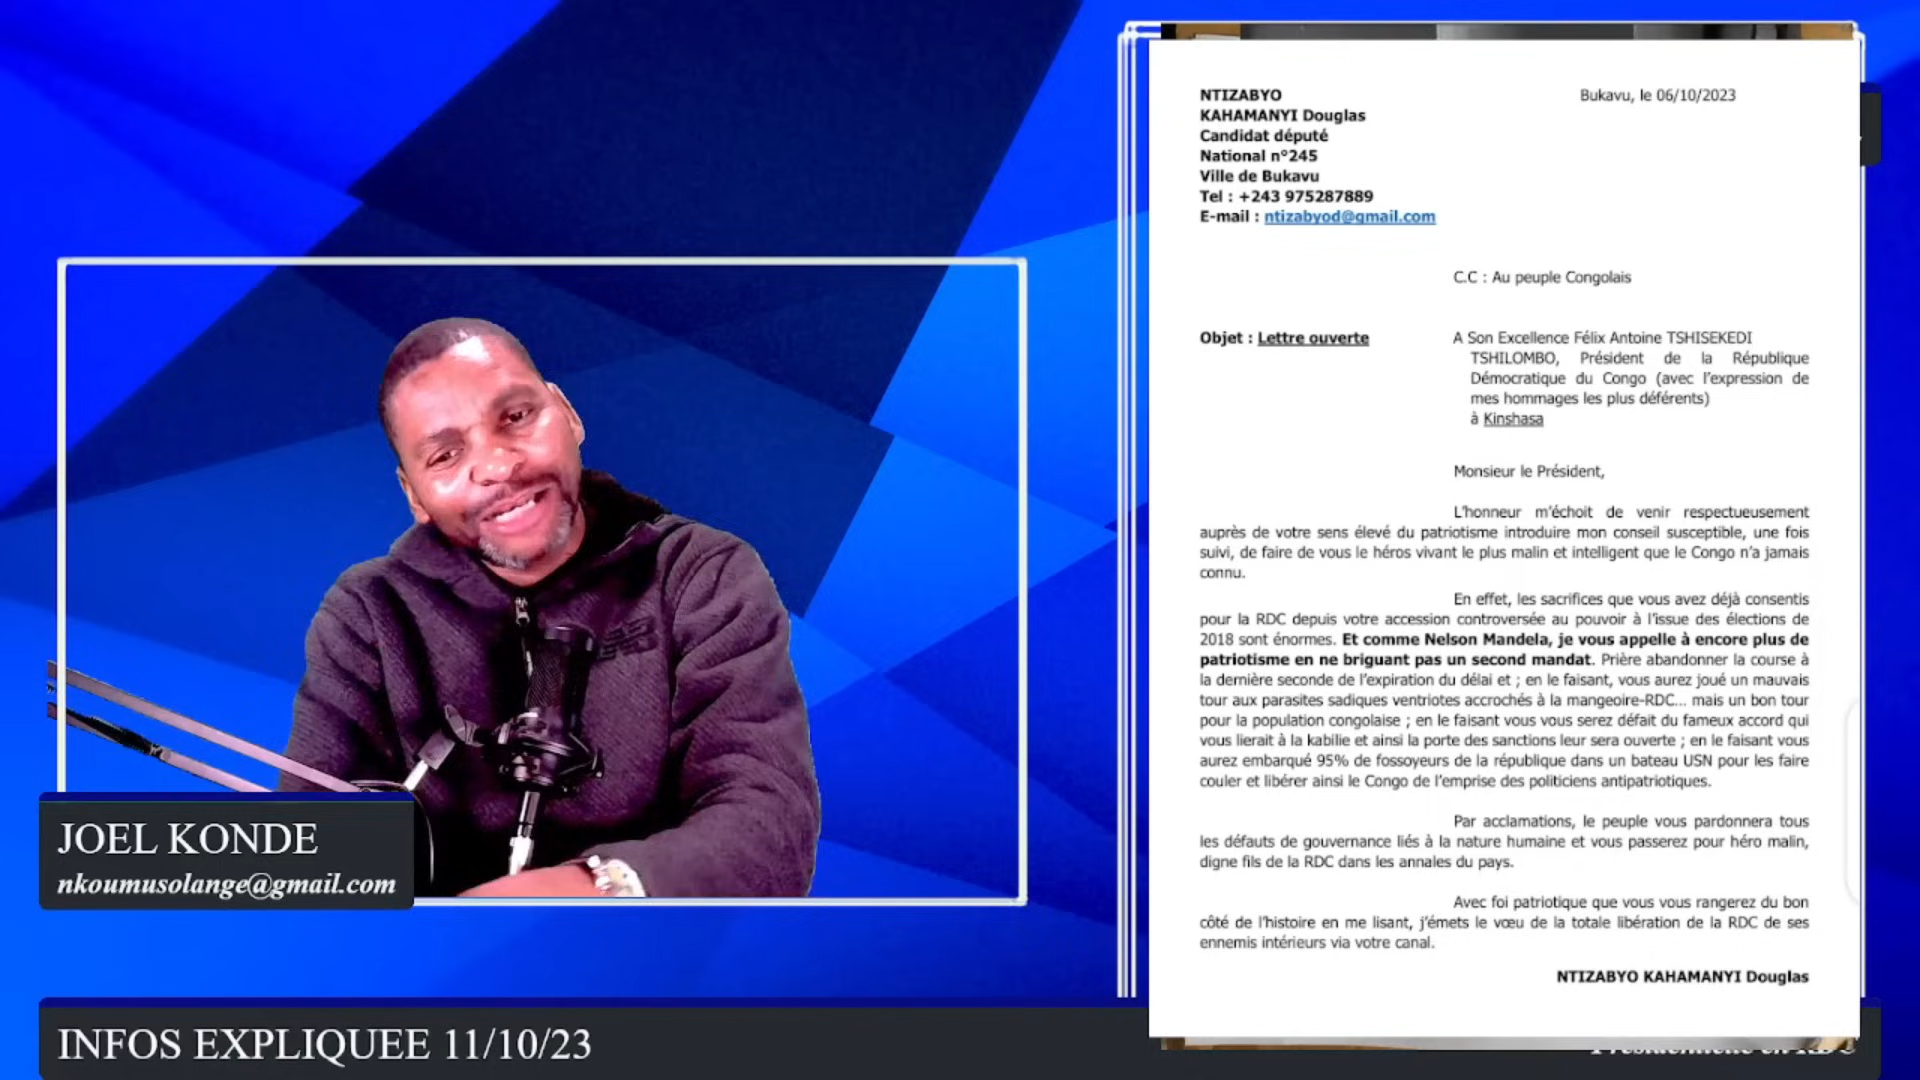 NTIZABYO
KAHAMANYI Douglas
Candidat député
National n°245
Ville de Bukavu
Tel : +243 975287889
E-mail : ntizabyod@gmail.com
Bukavu, le 06/10/2023
C.C : Au peuple Congolais
Objet : Lettre ouverte
A Son Excellence Félix Antoine TSHISEKEDI
TSHILOMBO, Président de la République
Démocratique du Congo (avec l'expression de
mes hommages les plus déférents)
à Kinshasa
Monsieur le Président,
L'honneur m'échoit de venir respectueusement
auprès de votre sens élevé du patriotisme introduire mon conseil susceptible, une fois
suivi, de faire de vous le héros vivant le plus malin et intelligent que le Congo n'a jamais
connu.
En effet, les sacrifices que vous avez déjà consentis
pour la RDC depuis votre accession controversée au pouvoir à l'issue des élections de
2018 sont énormes. Et comme Nelson Mandela, je vous appelle à encore plus de
patriotisme en ne briguant pas un second mandat. Prière abandonner la course à
la dernière seconde de l'expiration du délai et ; en le faisant, vous aurez joué un mauvais
tour aux parasites sadiques ventriotes accrochés à la mangeoire-RDC... mais un bon tour
pour la population congolaise ; en le faisant vous vous serez défait du fameux accord qui
vous lierait à la kabilie et ainsi la porte des sanctions leur sera ouverte ; en le faisant vous
aurez embarqué 95% de fossoyeurs de la république dans un bateau USN pour les faire
couler et libérer ainsi le Congo de l'emprise des politiciens antipatriotiques.
Par acclamations, le peuple vous pardonnera tous
les défauts de gouvernance liés à la nature humaine et vous passerez pour héro malin,
digne fils de la RDC dans les annales du pays.
Avec foi patriotique que vous vous rangerez du bon
côté de l'histoire en me lisant, j'émets le vœu de la totale libération de la RDC de ses
ennemis intérieurs via votre canal.
NTIZABYO KAHAMANYI Douglas
JOEL KONDE
nkoumusolange@gmail.com
INFOS EXPLIQUEE 11/10/23